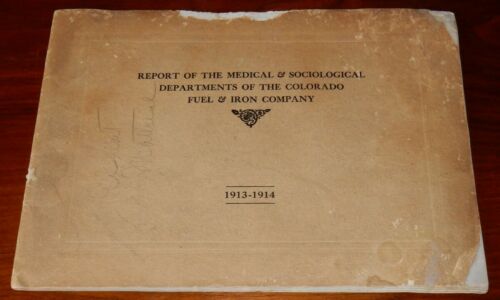 REPORT OF THE MEDICAL & SOCIOLOGICAL
DEPARTMENTS OF THE COLORADO
FUEL & IRON COMPANY
1913-1914